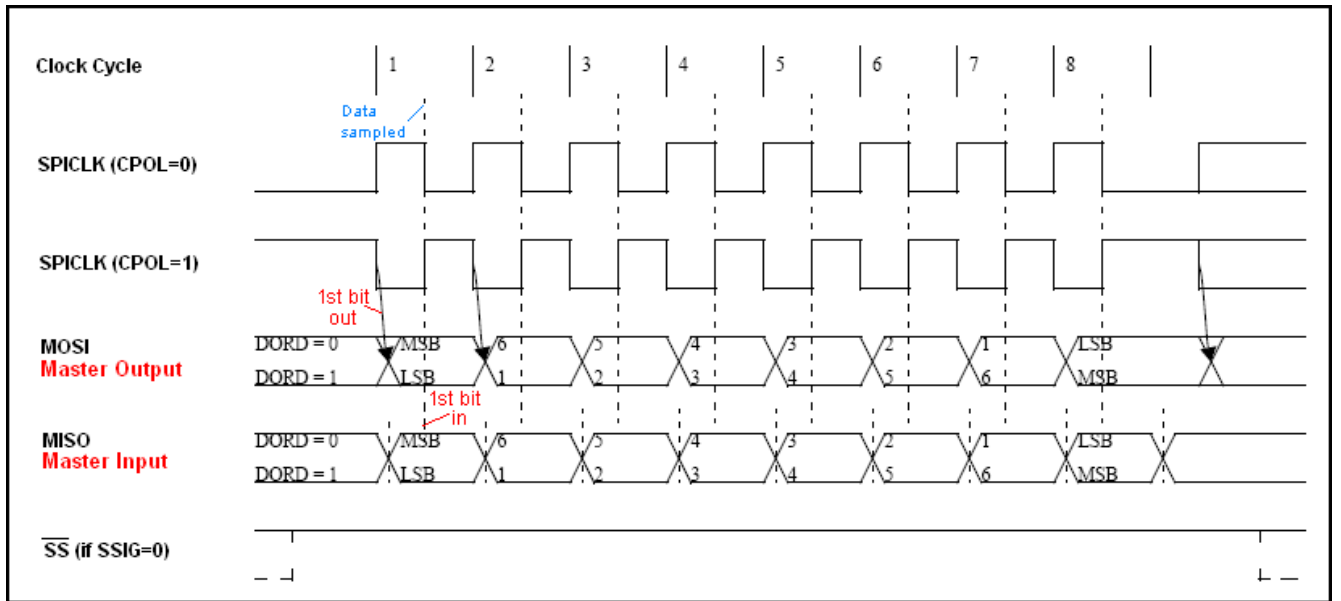 Clock Cycle 1 2 3 4 5 6 7 8
Data
sampled
SPICLK (CPOL=0)
SPICLK (CPOL=1)
1st bit
out
MOSI
Master Output
DORD = 0 MSB 6 5 4 3 2 1 LSB
DORD = 1 LSB 1 2 3 4 5 6 MSB
1st bit
in
MISO
Master Input
DORD = 0 MSB 6 5 4 3 2 1 LSB
DORD = 1 LSB 1 2 3 4 5 6 MSB
SS (if SSIG=0)